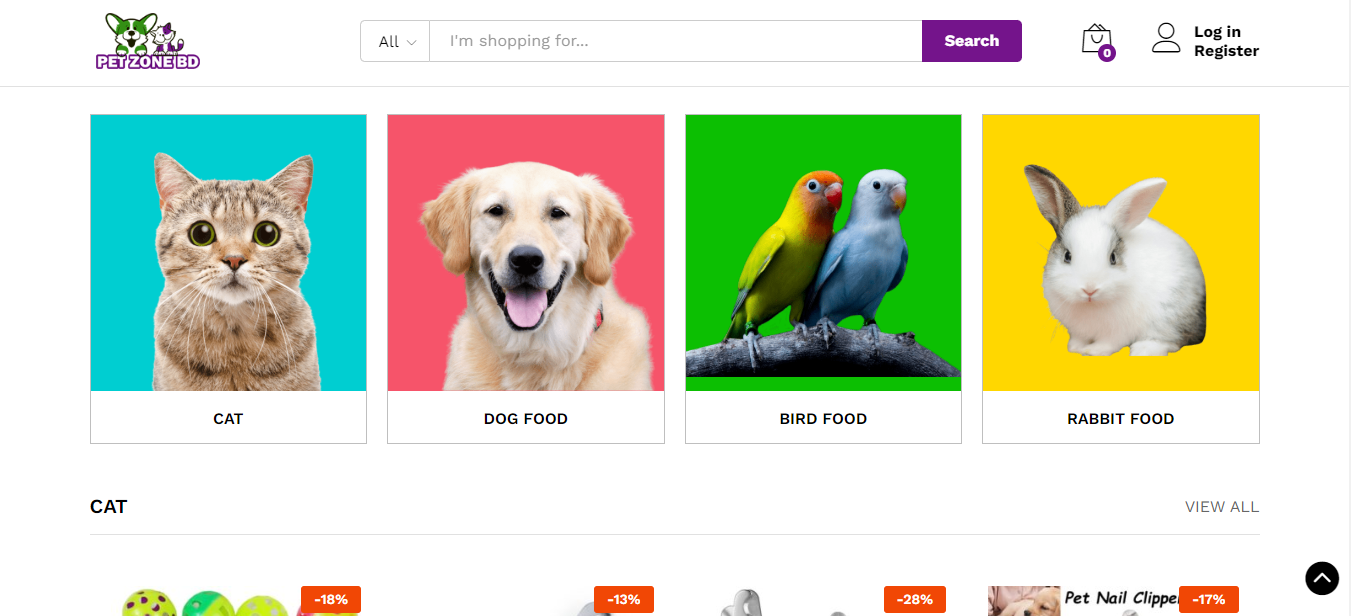 PET ZONE BD
All
I'm shopping for...
Search
0
Log in
Register
CAT
DOG FOOD
BIRD FOOD
RABBIT FOOD
CAT
VIEW ALL
-18%
-13%
-28%
Pet Nail Clipper
-17%